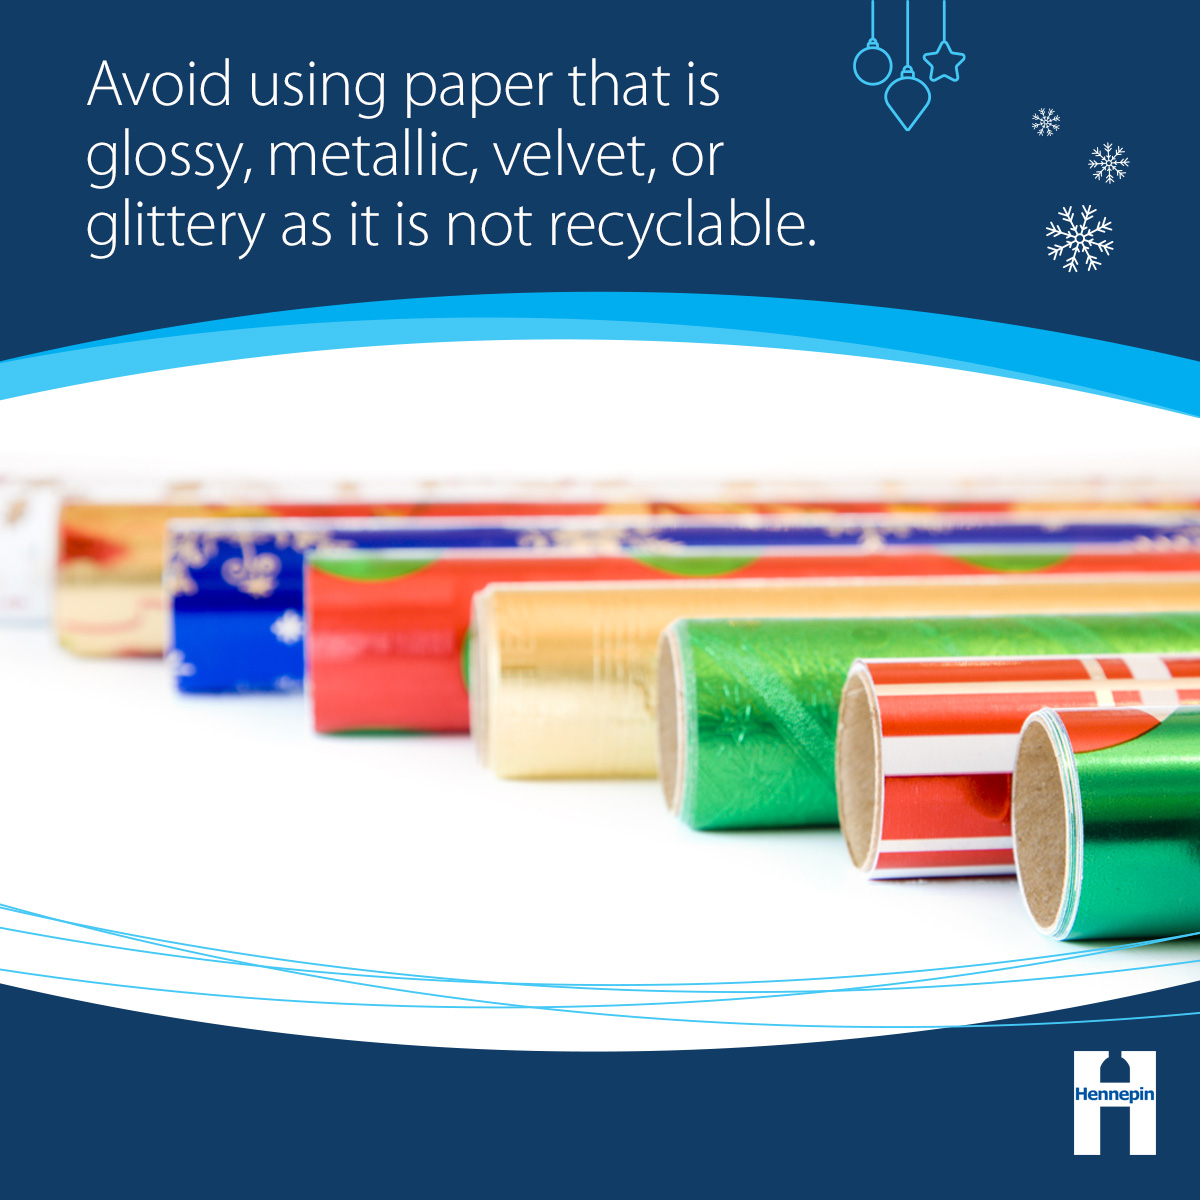 Avoid using paper that is
glossy, metallic, velvet, or
glittery as it is not recyclable.
Hennepin